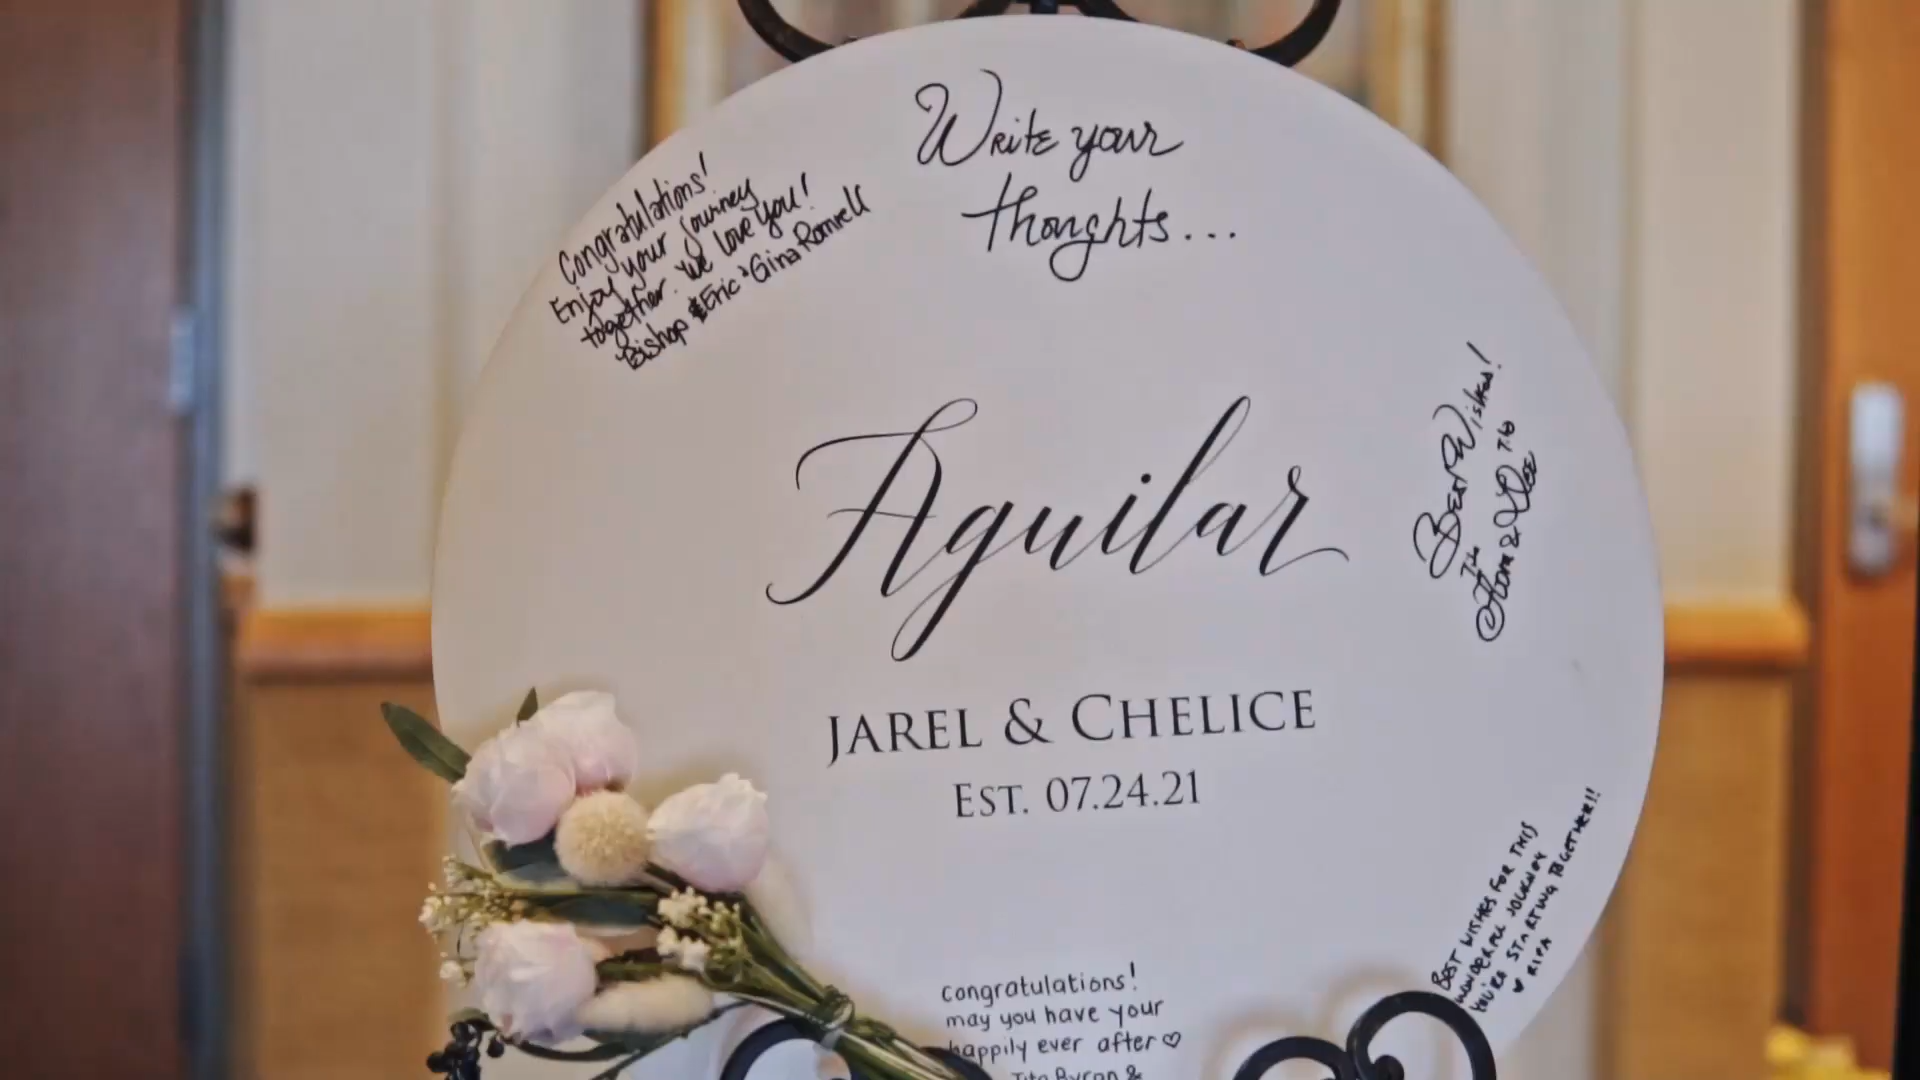 Write your
thoughts...
Congratulations!
Enjoy your journey
together. We love you!
Bishop & Eric & Gina
Aguilar
JAREL & CHELICE
EST. 07.24.21
BEST WISHES!
BEST WISHES FOR THIS
WONDERFUL JOURNEY
YOU'RE STARTING TOGETHER!!
♥
congratulations!
may you have your
happily ever after ♡
Tito Byron &